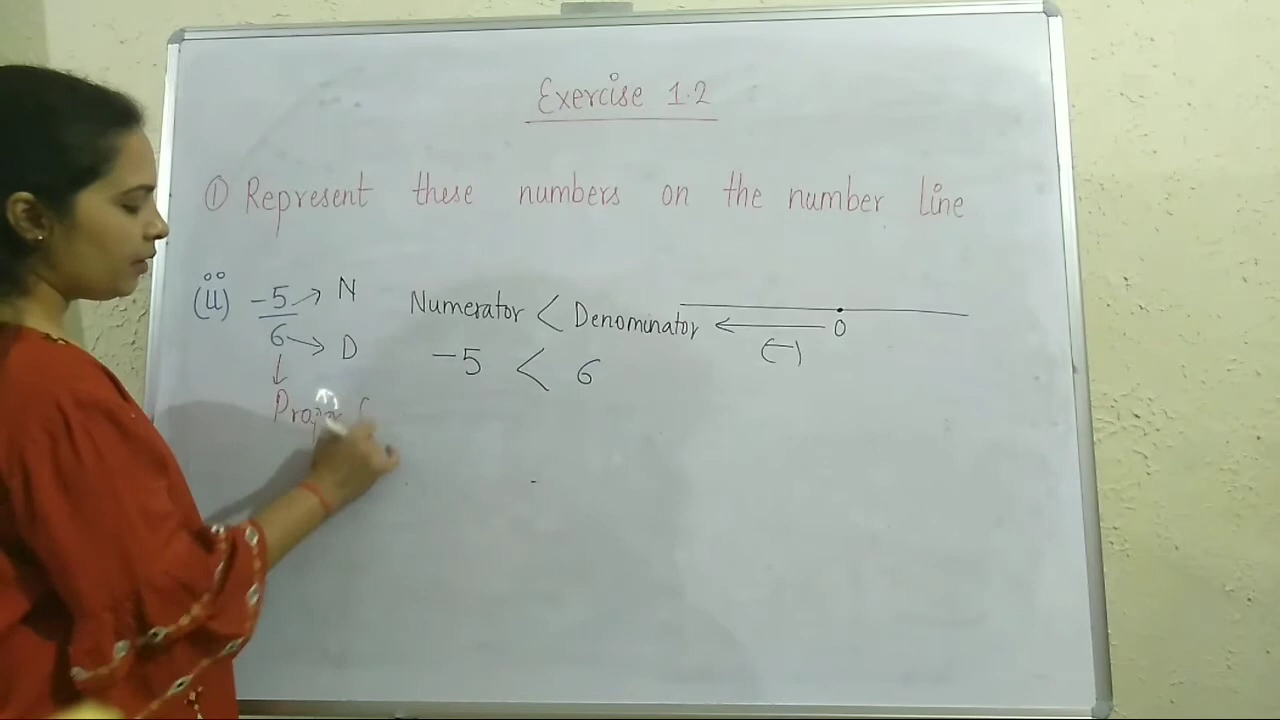 Exercise 1.2
① Represent these numbers on the number line
(ii) -5 → N
6 → D
↓
Numerator < Denominator
-5 < 6
0
← (-)